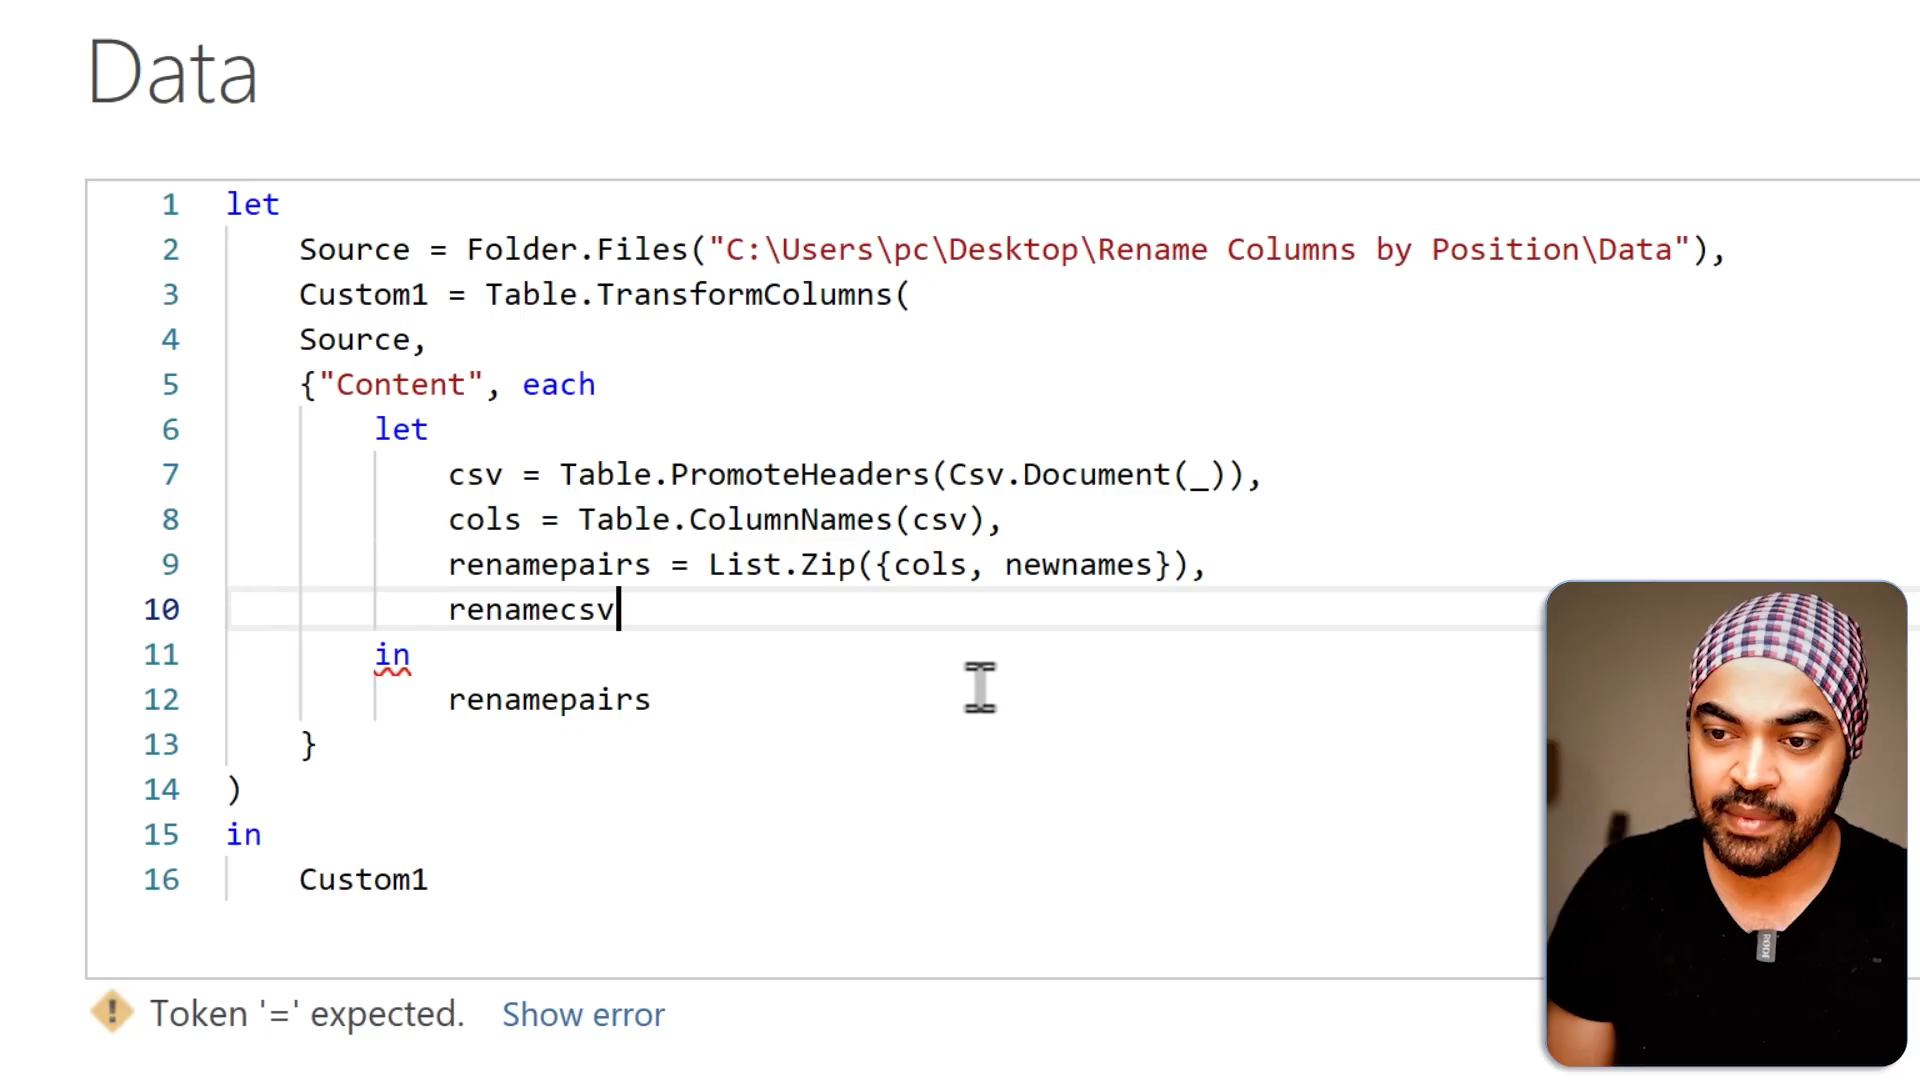 Data
1 let
2 Source = Folder.Files("C:\Users\pc\Desktop\Rename Columns by Position\Data"),
3 Custom1 = Table.TransformColumns(
4 Source,
5 {"Content", each
6 let
7 csv = Table.PromoteHeaders(Csv.Document(_)),
8 cols = Table.ColumnNames(csv),
9 renamepairs = List.Zip({cols, newnames}),
10 renamecsv
11 in
12 renamepairs
13 }
14 )
15 in
16 Custom1
Token '=' expected. Show error
RODE